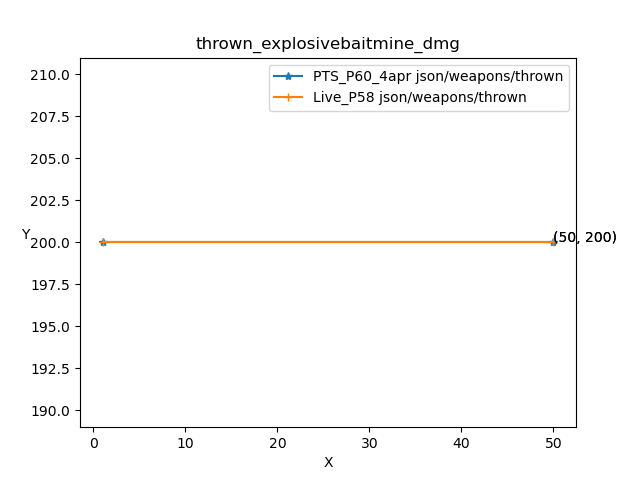 thrown_explosivebaitmine_dmg
PTS_P60_4apr json/weapons/thrown
Live_P58 json/weapons/thrown
210.0
207.5
205.0
202.5
200.0
197.5
195.0
192.5
190.0
Y
(50, 200)
0 10 20 30 40 50
X